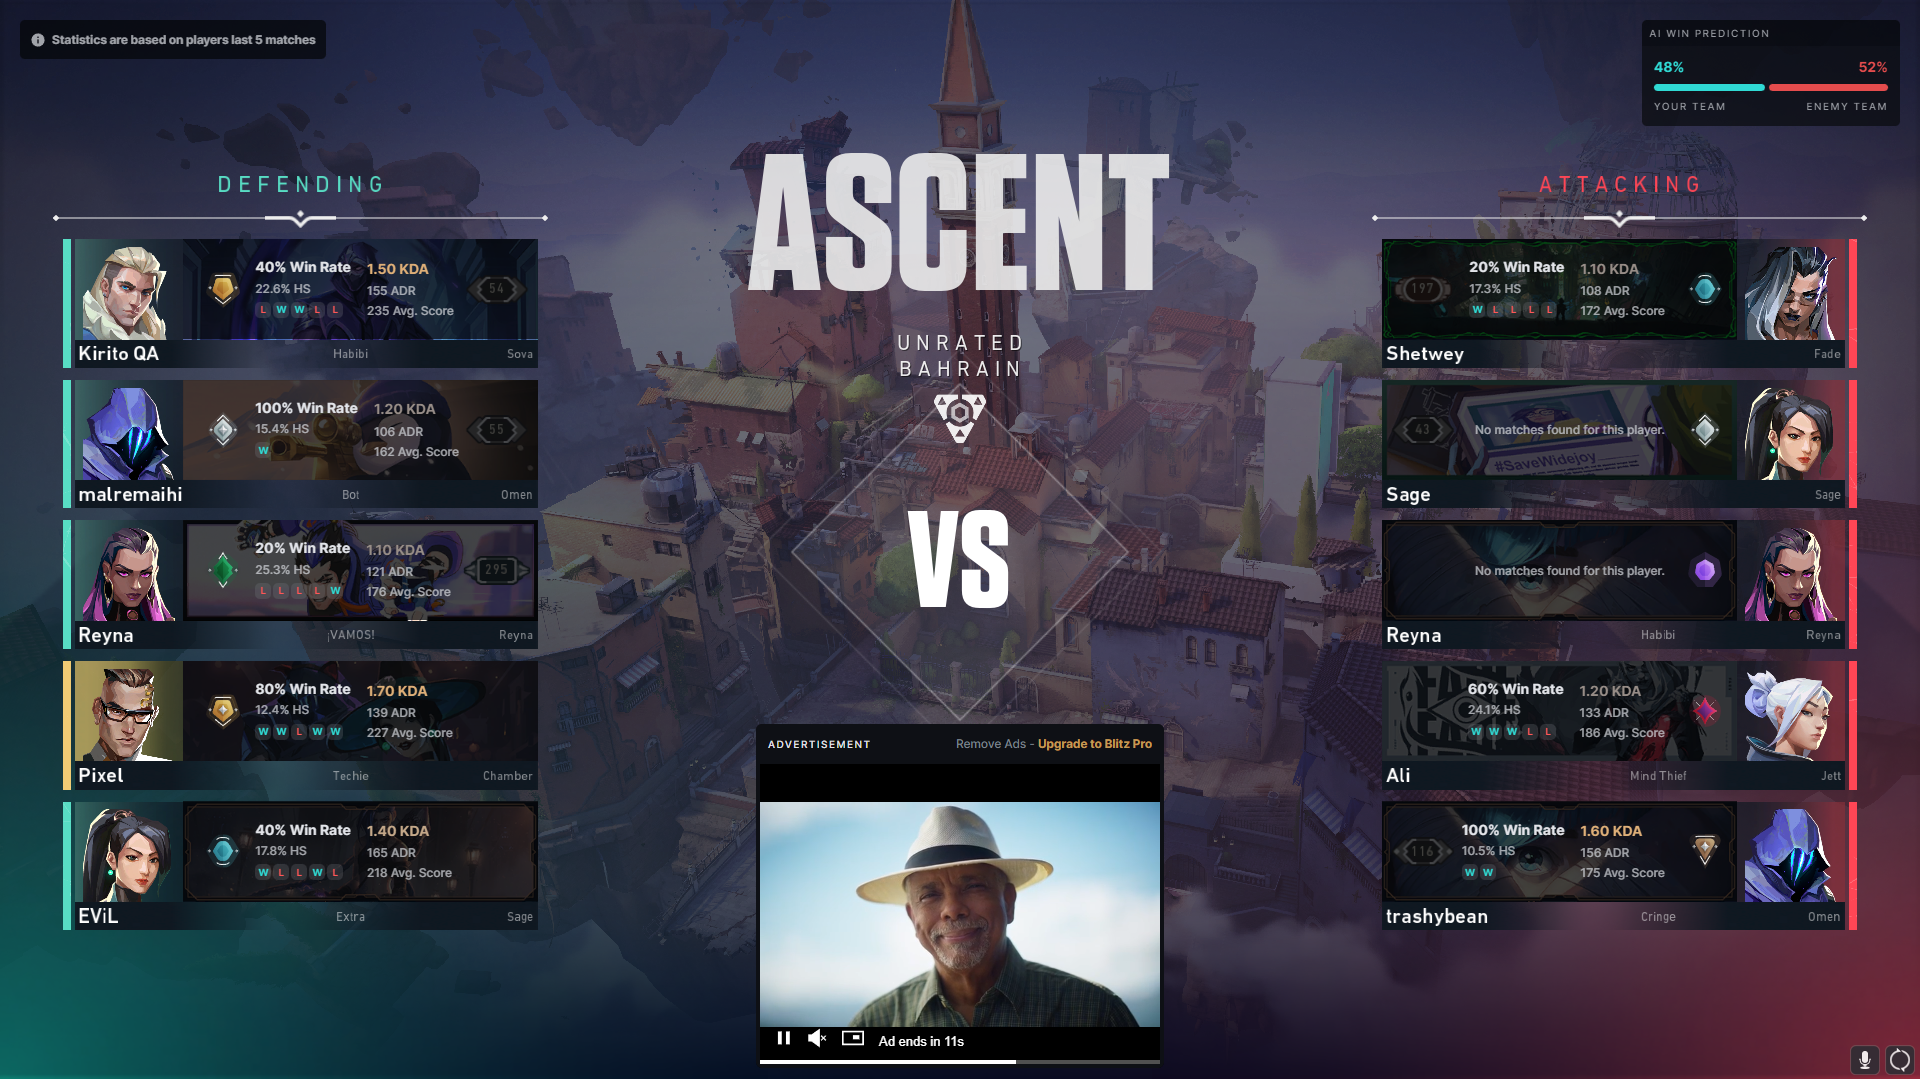 Statistics are based on players last 5 matches
AI WIN PREDICTION
48% 52%
YOUR TEAM ENEMY TEAM
DEFENDING
40% Win Rate 1.50 KDA
22.6% HS 155 ADR
L W W L L 235 Avg. Score
54
Kirito QA Habibi Sova
100% Win Rate 1.20 KDA
15.4% HS 106 ADR
W 162 Avg. Score
55
malremaihi Bot Omen
20% Win Rate 1.10 KDA
25.3% HS 121 ADR
L L L L W 176 Avg. Score
295
Reyna ¡VAMOS! Reyna
80% Win Rate 1.70 KDA
12.4% HS 139 ADR
W W L W W 227 Avg. Score
Pixel Techie Chamber
40% Win Rate 1.40 KDA
17.8% HS 165 ADR
W L L W L 218 Avg. Score
EViL Extra Sage
ASCENT
UNRATED
BAHRAIN
VS
ADVERTISEMENT Remove Ads - Upgrade to Blitz Pro
Ad ends in 11s
ATTACKING
197
20% Win Rate 1.10 KDA
17.3% HS 108 ADR
W L L L L 172 Avg. Score
Shetwey Fade
43
No matches found for this player.
#SaveWidejoy
Sage Sage
No matches found for this player.
Reyna Habibi Reyna
60% Win Rate 1.20 KDA
24.1% HS 133 ADR
W W W L L 186 Avg. Score
Ali Mind Thief Jett
116
100% Win Rate 1.60 KDA
10.5% HS 156 ADR
W W 175 Avg. Score
trashybean Cringe Omen